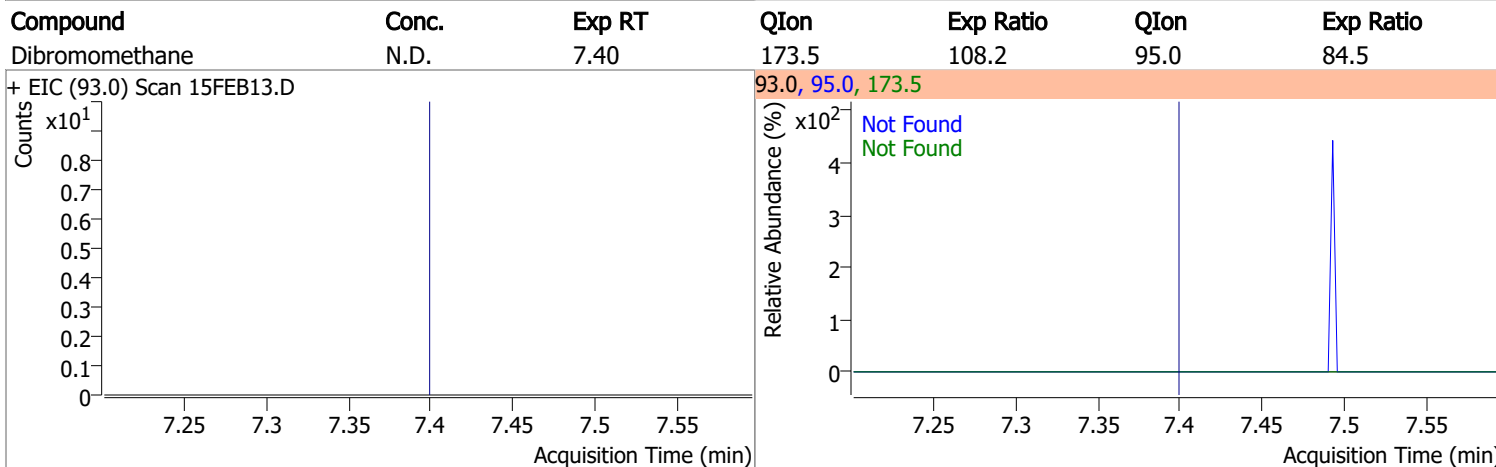 Compound Conc. Exp RT QIon Exp Ratio QIon Exp Ratio
Dibromomethane N.D. 7.40 173.5 108.2 95.0 84.5
+ EIC (93.0) Scan 15FEB13.D
Counts
x10¹
0.8
0.7
0.6
0.5
0.4
0.3
0.2
0.1
0
7.25 7.3 7.35 7.4 7.45 7.5 7.55
Acquisition Time (min)
93.0, 95.0, 173.5
Relative Abundance (%)
x10²
Not Found
Not Found
4
3
2
1
0
7.25 7.3 7.35 7.4 7.45 7.5 7.55
Acquisition Time (min)